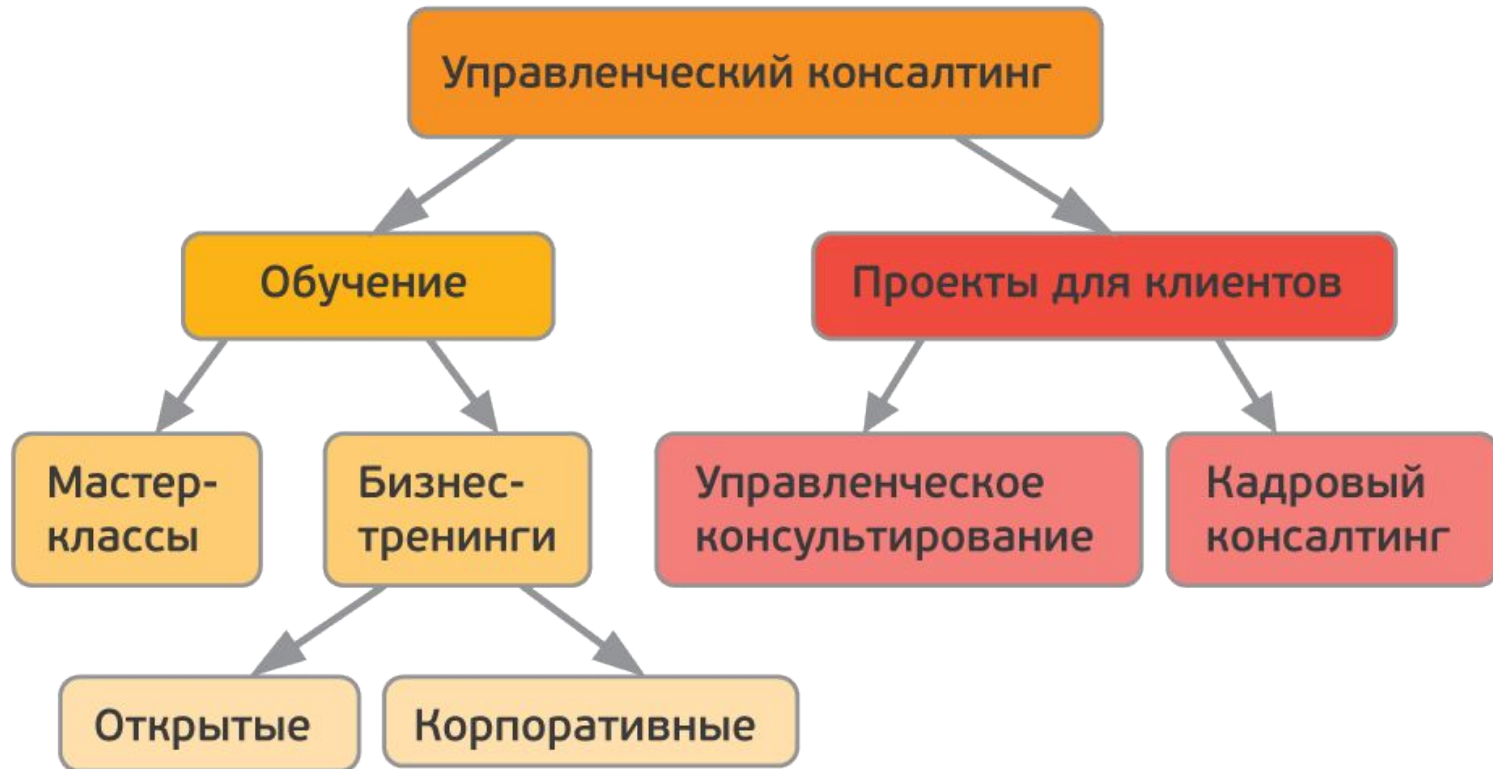 Управленческий консалтинг
Обучение
Проекты для клиентов
Мастер-
классы
Бизнес-
тренинги
Управленческое
консультирование
Кадровый
консалтинг
Открытые
Корпоративные